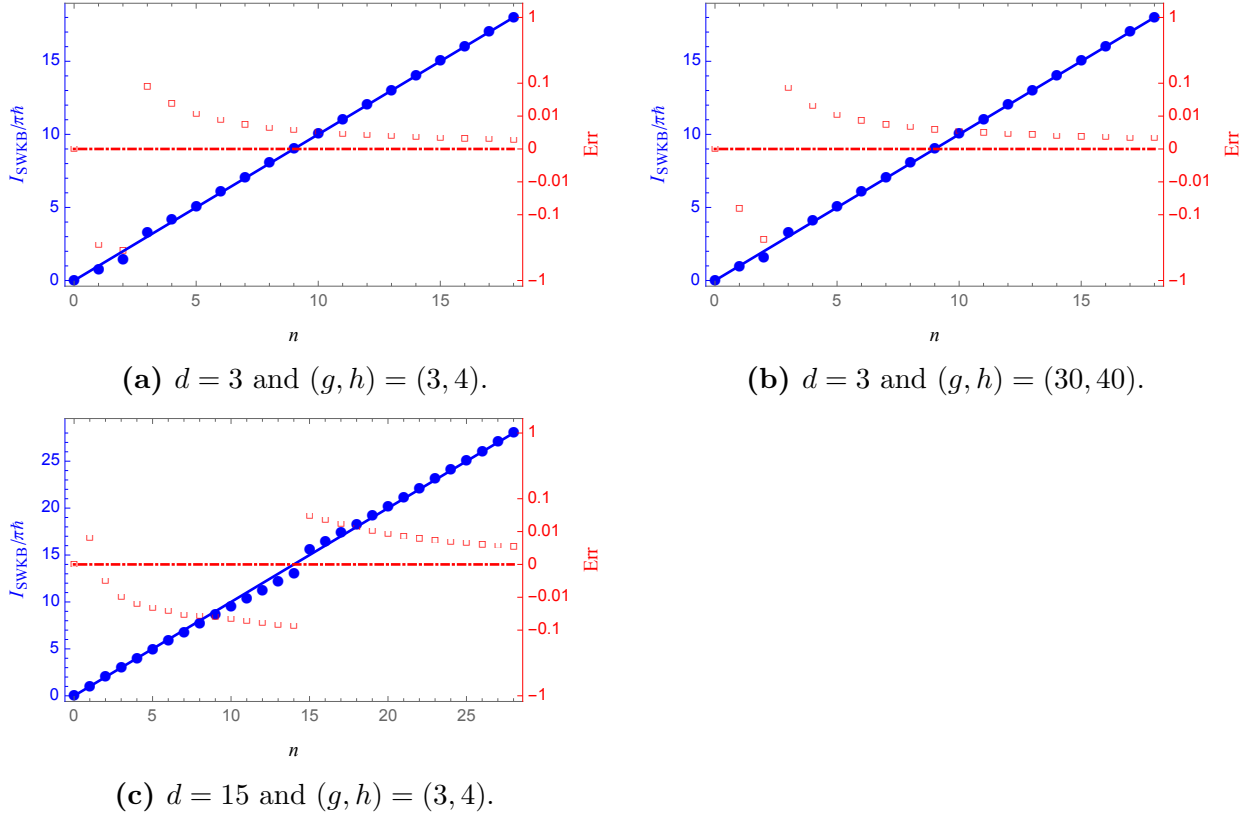 I_SWKB/πħ
15
10
5
0
1
0.1
0.01
0
−0.01
−0.1
−1
Err
0 5 10 15
n
(a) d = 3 and (g, h) = (3, 4).
I_SWKB/πħ
15
10
5
0
1
0.1
0.01
0
−0.01
−0.1
−1
Err
0 5 10 15
n
(b) d = 3 and (g, h) = (30, 40).
I_SWKB/πħ
25
20
15
10
5
0
1
0.1
0.01
0
−0.01
−0.1
−1
Err
0 5 10 15 20 25
n
(c) d = 15 and (g, h) = (3, 4).